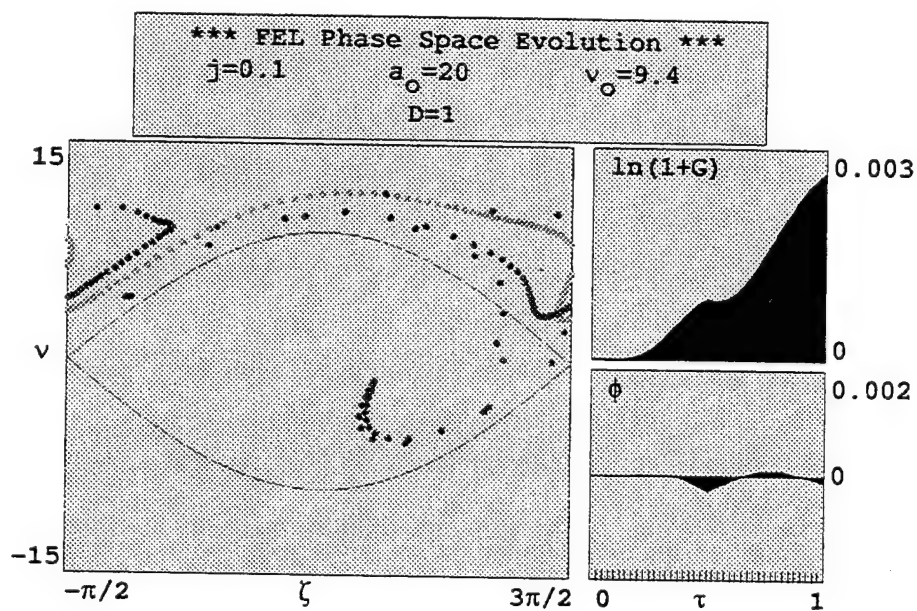 *** FEL Phase Space Evolution ***
j=0.1 a₀=20 ν₀=9.4
D=1
15
ν
-15
-π/2 ζ 3π/2
ln(1+G)
0.003
0
ϕ
0.002
0
0 τ 1